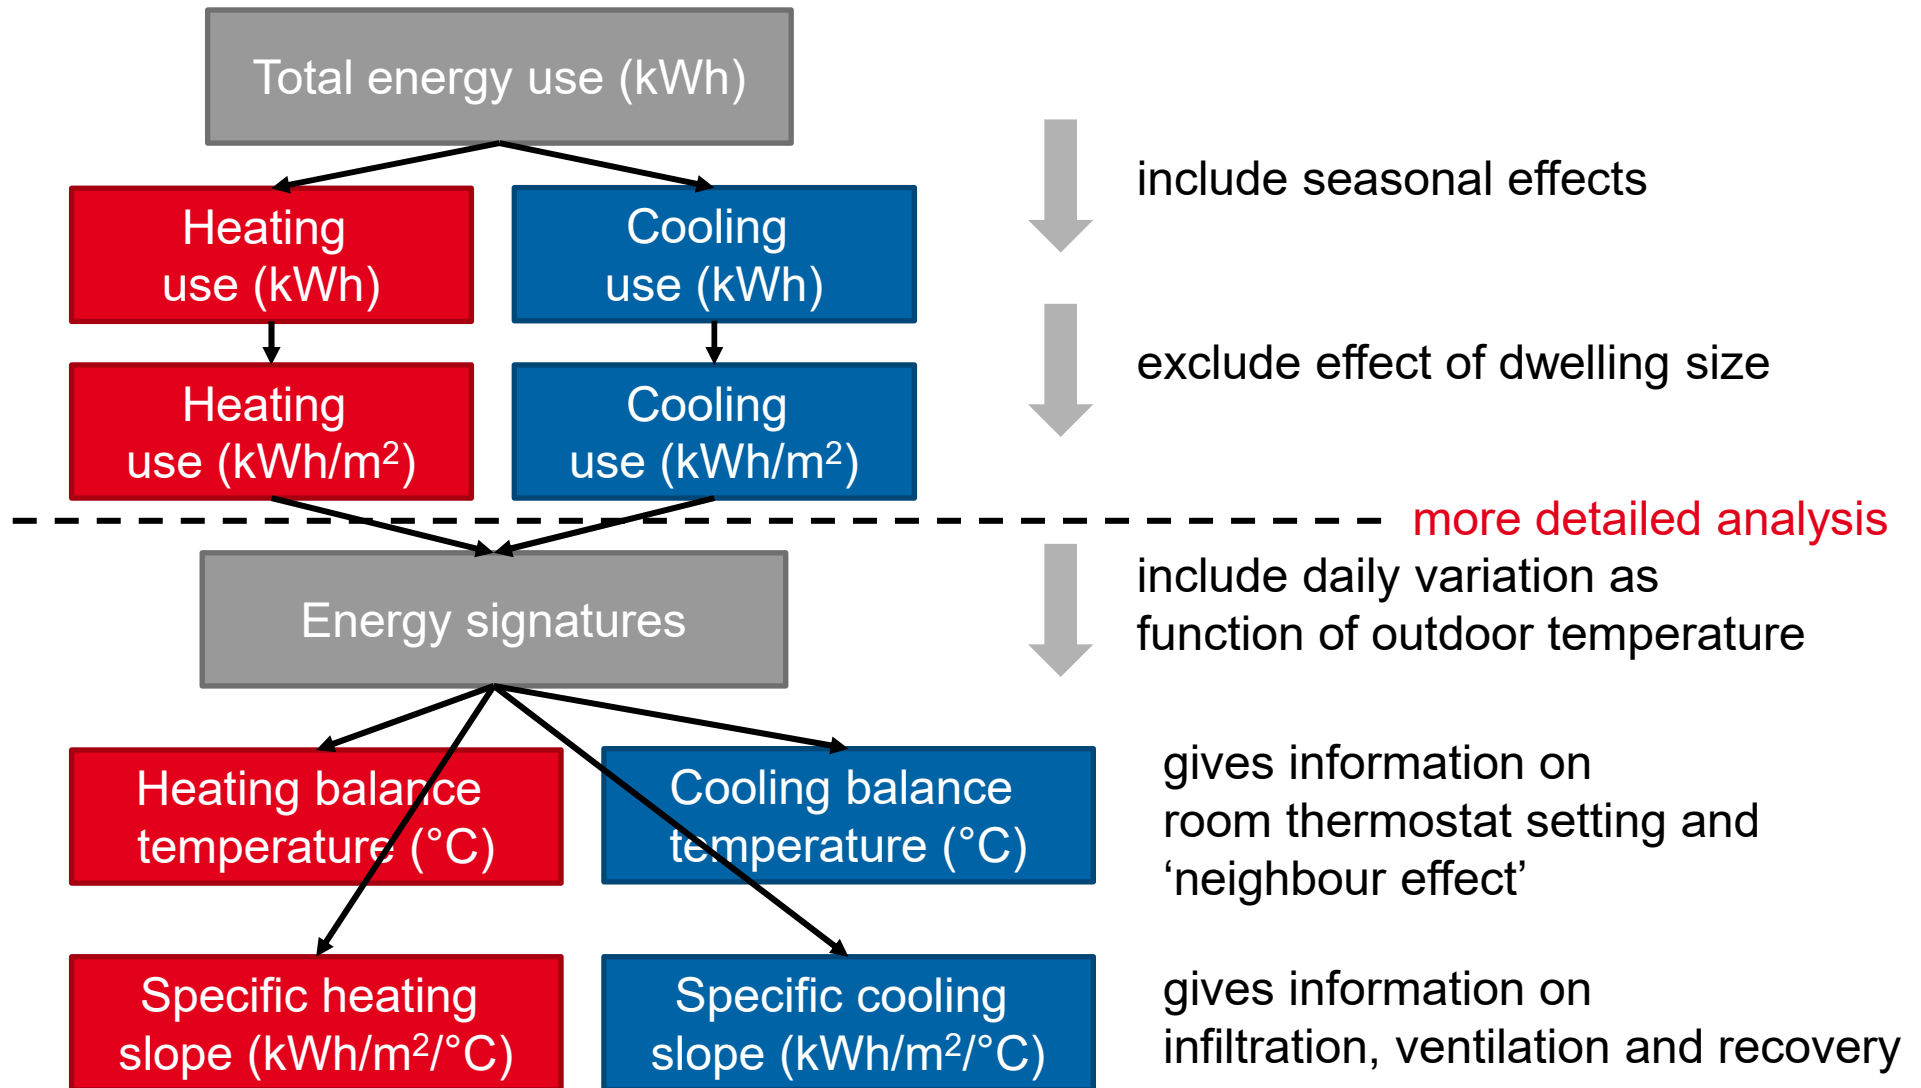 Total energy use (kWh)
include seasonal effects
Heating
use (kWh)
Cooling
use (kWh)
exclude effect of dwelling size
Heating
use (kWh/m²)
Cooling
use (kWh/m²)
more detailed analysis
include daily variation as
function of outdoor temperature
Energy signatures
Heating balance
temperature (°C)
Cooling balance
temperature (°C)
gives information on
room thermostat setting and
‘neighbour effect’
Specific heating
slope (kWh/m²/°C)
Specific cooling
slope (kWh/m²/°C)
gives information on
infiltration, ventilation and recovery